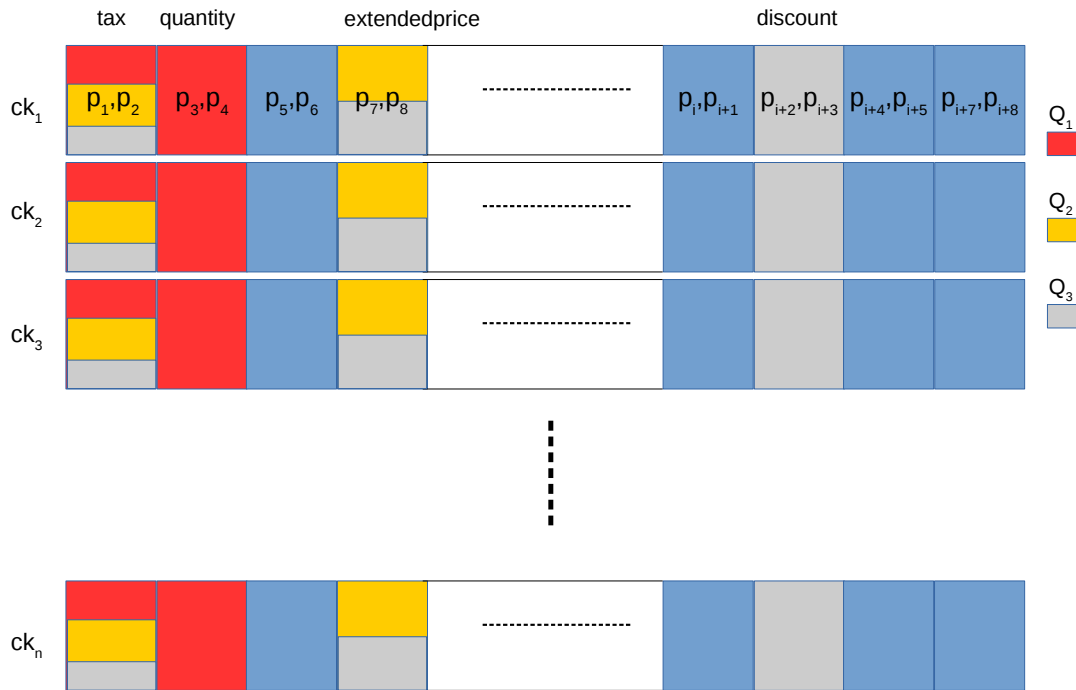 tax quantity extendedprice discount
ck₁ p₁,p₂ p₃,p₄ p₅,p₆ p₇,p₈ pᵢ,pᵢ₊₁ pᵢ₊₂,pᵢ₊₃ pᵢ₊₄,pᵢ₊₅ pᵢ₊₇,pᵢ₊₈
Q₁
ck₂
Q₂
Q₃
ck₃
ckₙ